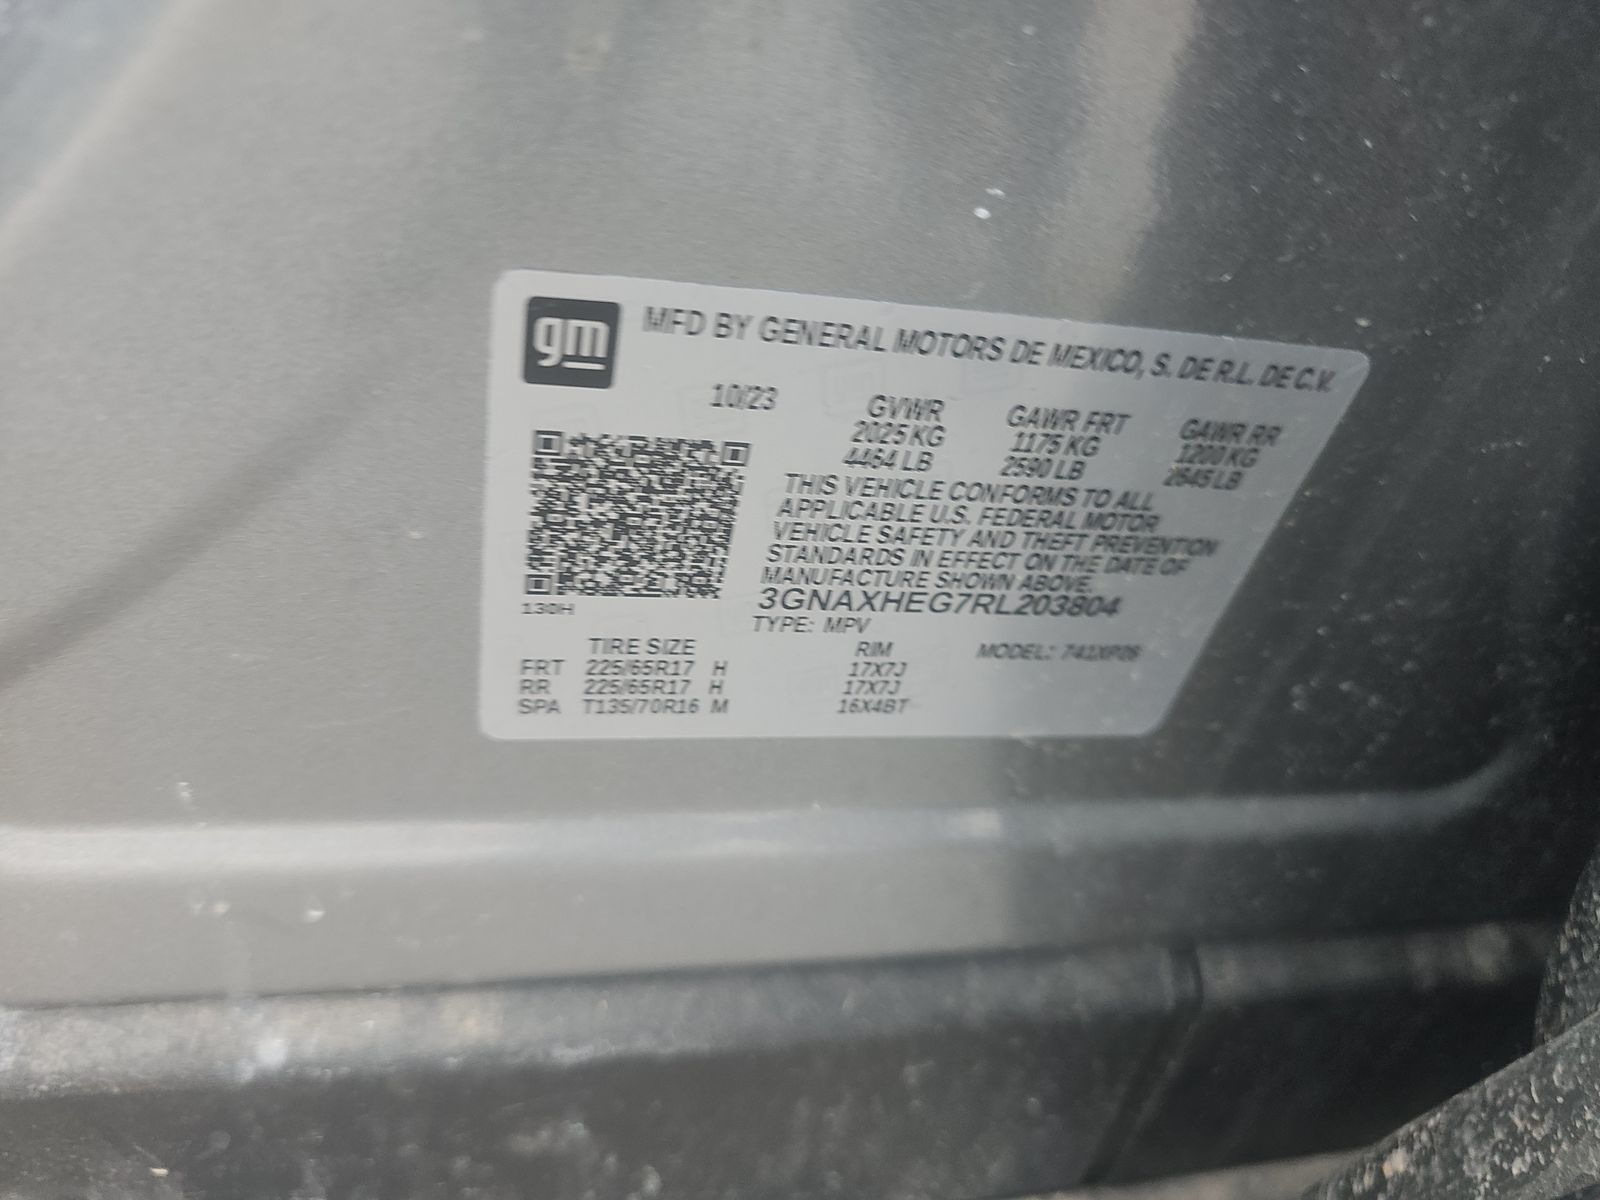 gm
MFD BY GENERAL MOTORS DE MEXICO, S. DE R.L. DE C.V.
10/23 GVWR GAWR FRT GAWR RR
2025 KG 1175 KG 1200 KG
4464 LB 2590 LB 2645 LB
THIS VEHICLE CONFORMS TO ALL
APPLICABLE U.S. FEDERAL MOTOR
VEHICLE SAFETY AND THEFT PREVENTION
STANDARDS IN EFFECT ON THE DATE OF
MANUFACTURE SHOWN ABOVE.
3GNAXHEG7RL203804
130H
TYPE: MPV
TIRE SIZE RIM MODEL:
FRT 225/65R17 H 17X7J
RR 225/65R17 H 17X7J
SPA T135/70R16 M 16X4BT